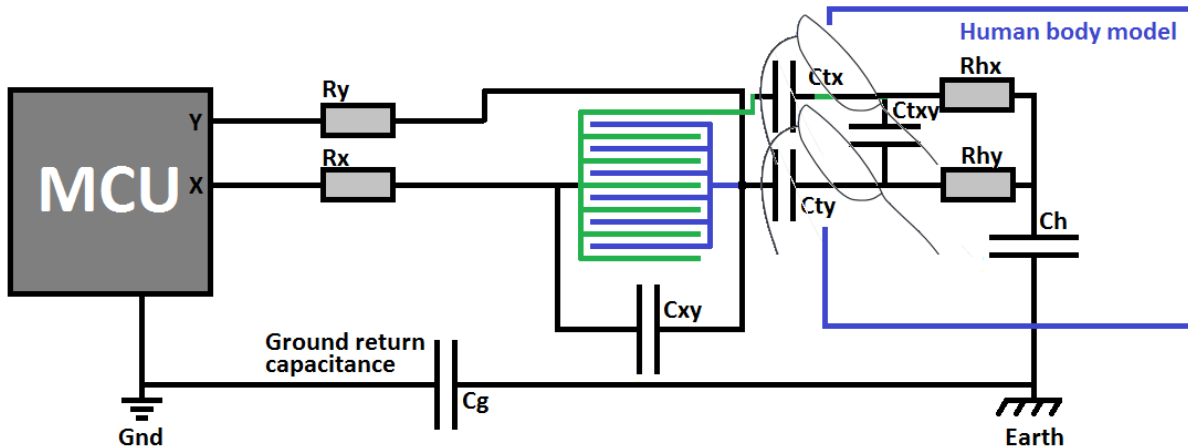 Human body model
Ctx
Rhx
Ry
Y
Ctxy
MCU
Rx
X
Rhy
Cty
Ch
Cxy
Ground return
capacitance
Cg
Gnd
Earth